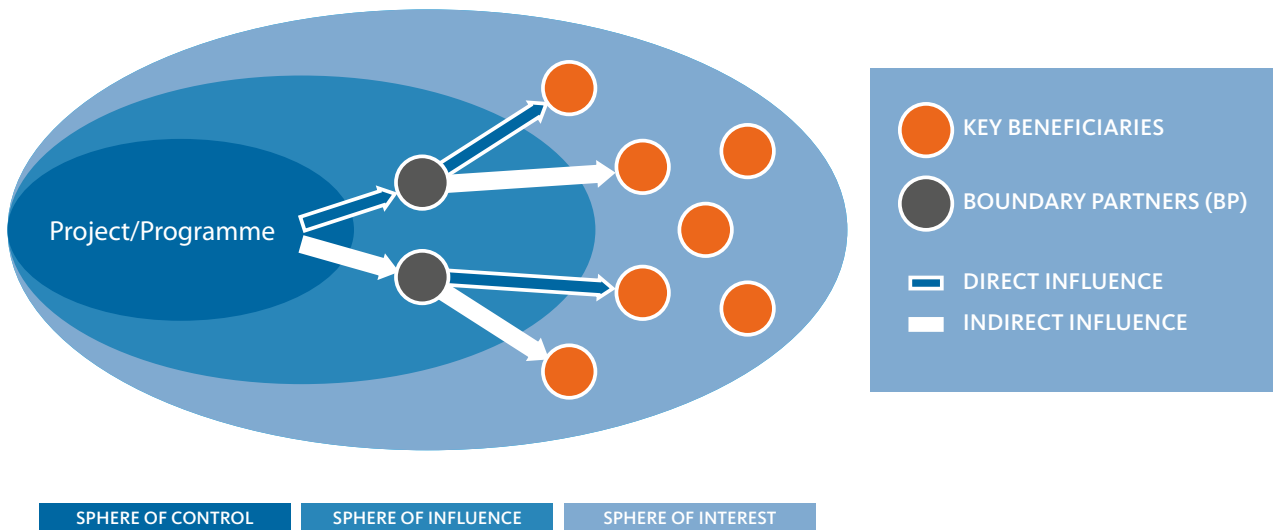 Project/Programme
KEY BENEFICIARIES
BOUNDARY PARTNERS (BP)
DIRECT INFLUENCE
INDIRECT INFLUENCE
SPHERE OF CONTROL
SPHERE OF INFLUENCE
SPHERE OF INTEREST